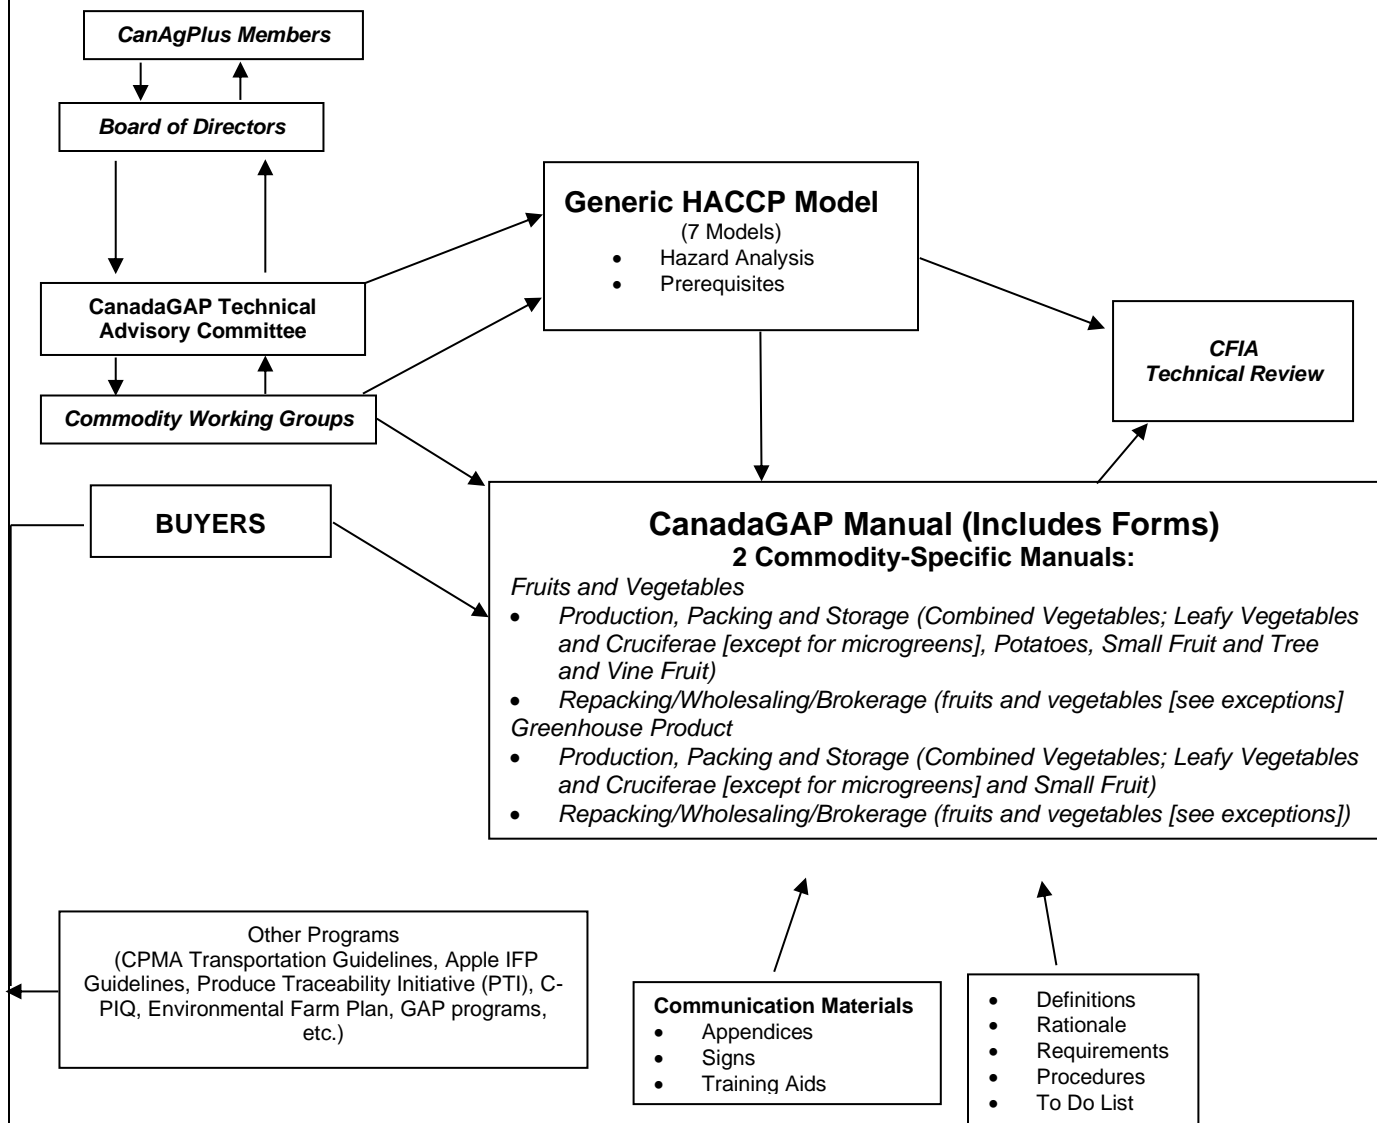 CanAgPlus Members
Board of Directors
CanadaGAP Technical
Advisory Committee
Commodity Working Groups
Generic HACCP Model
(7 Models)
• Hazard Analysis
• Prerequisites
CFIA
Technical Review
BUYERS
CanadaGAP Manual (Includes Forms)
2 Commodity-Specific Manuals:
Fruits and Vegetables
• Production, Packing and Storage (Combined Vegetables; Leafy Vegetables
and Cruciferae [except for microgreens], Potatoes, Small Fruit and Tree
and Vine Fruit)
• Repacking/Wholesaling/Brokerage (fruits and vegetables [see exceptions]
Greenhouse Product
• Production, Packing and Storage (Combined Vegetables; Leafy Vegetables
and Cruciferae [except for microgreens] and Small Fruit)
• Repacking/Wholesaling/Brokerage (fruits and vegetables [see exceptions])
Other Programs
(CPMA Transportation Guidelines, Apple IFP
Guidelines, Produce Traceability Initiative (PTI), C-
PIQ, Environmental Farm Plan, GAP programs,
etc.)
Communication Materials
• Appendices
• Signs
• Training Aids
• Definitions
• Rationale
• Requirements
• Procedures
• To Do List